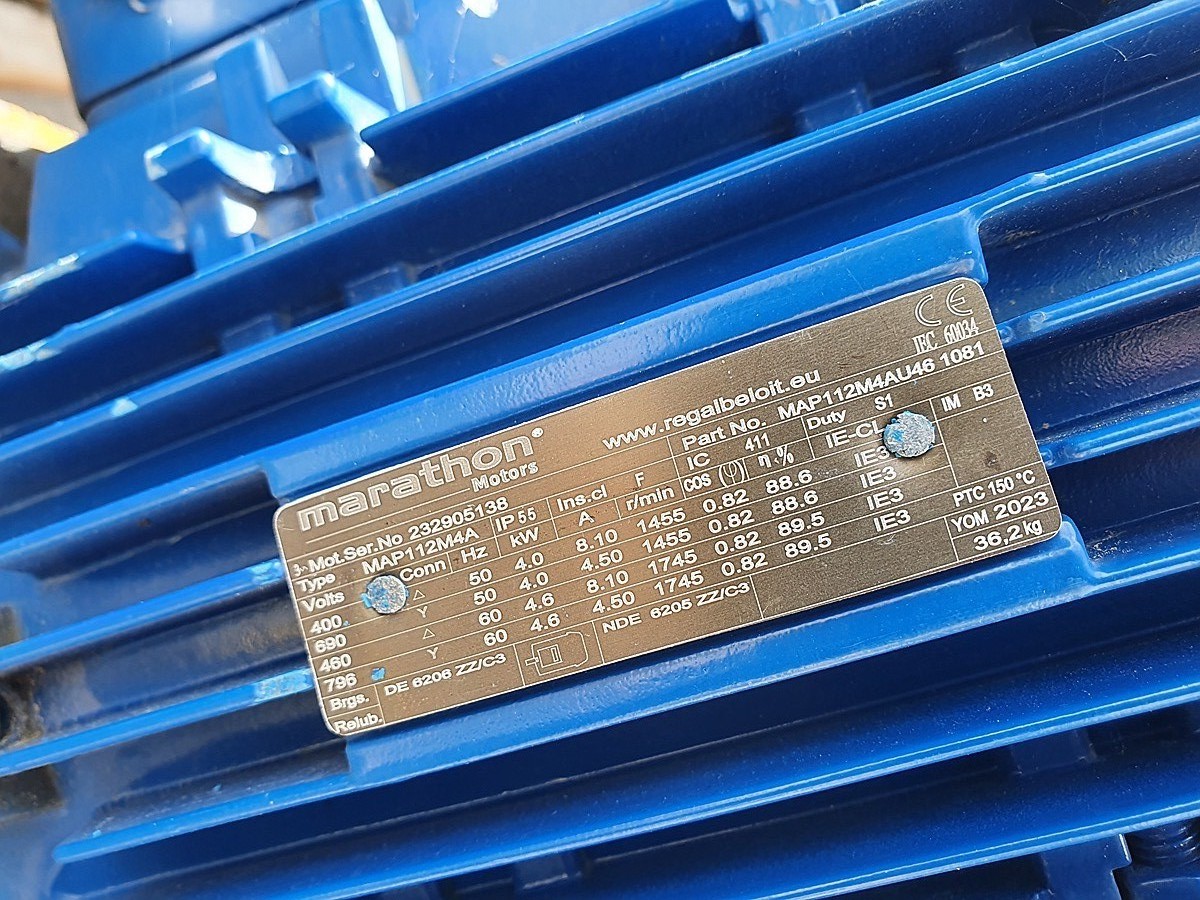 marathon®
Motors
www.regalbeloit.eu
CE
IEC 60034
3~Mot.Ser.No 232905138 Part No. MAP112M4AU46 1081
Type MAP112M4A IP 55 Ins.cl F IC 411 Duty S1 IM B3
Volts Conn Hz kW A r/min COS (φ) η.% IE-CL
400 △ 50 4.0 8.10 1455 0.82 88.6 IE3
690 Y 50 4.0 4.50 1455 0.82 88.6 IE3
460 △ 60 4.6 8.10 1745 0.82 89.5 IE3
796 Y 60 4.6 4.50 1745 0.82 89.5 IE3
PTC 150 °C
Brgs. DE 6206 ZZ/C3 NDE 6205 ZZ/C3 YOM 2023
Relub. 36,2 kg